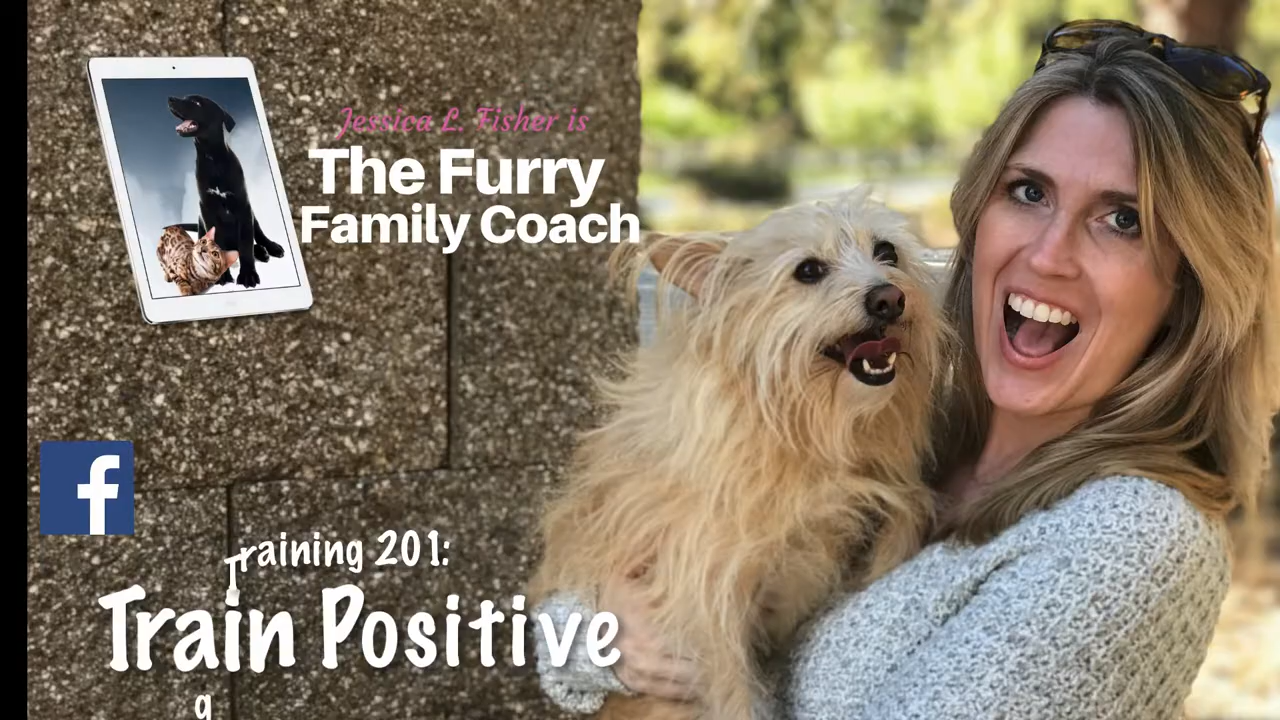 Jessica L. Fisher is
The Furry
Family Coach
f
Training 201:
Train Positive
g